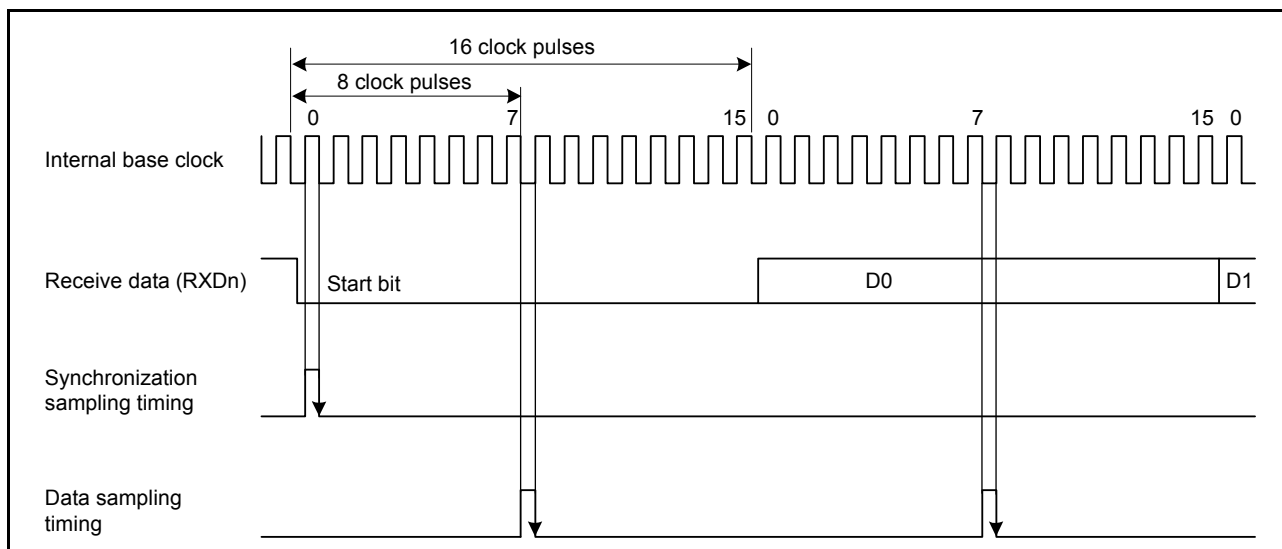 16 clock pulses
8 clock pulses
0 7 15 0 7 15 0
Internal base clock
Receive data (RXDn)
Start bit
D0
D1
Synchronization
sampling timing
Data sampling
timing